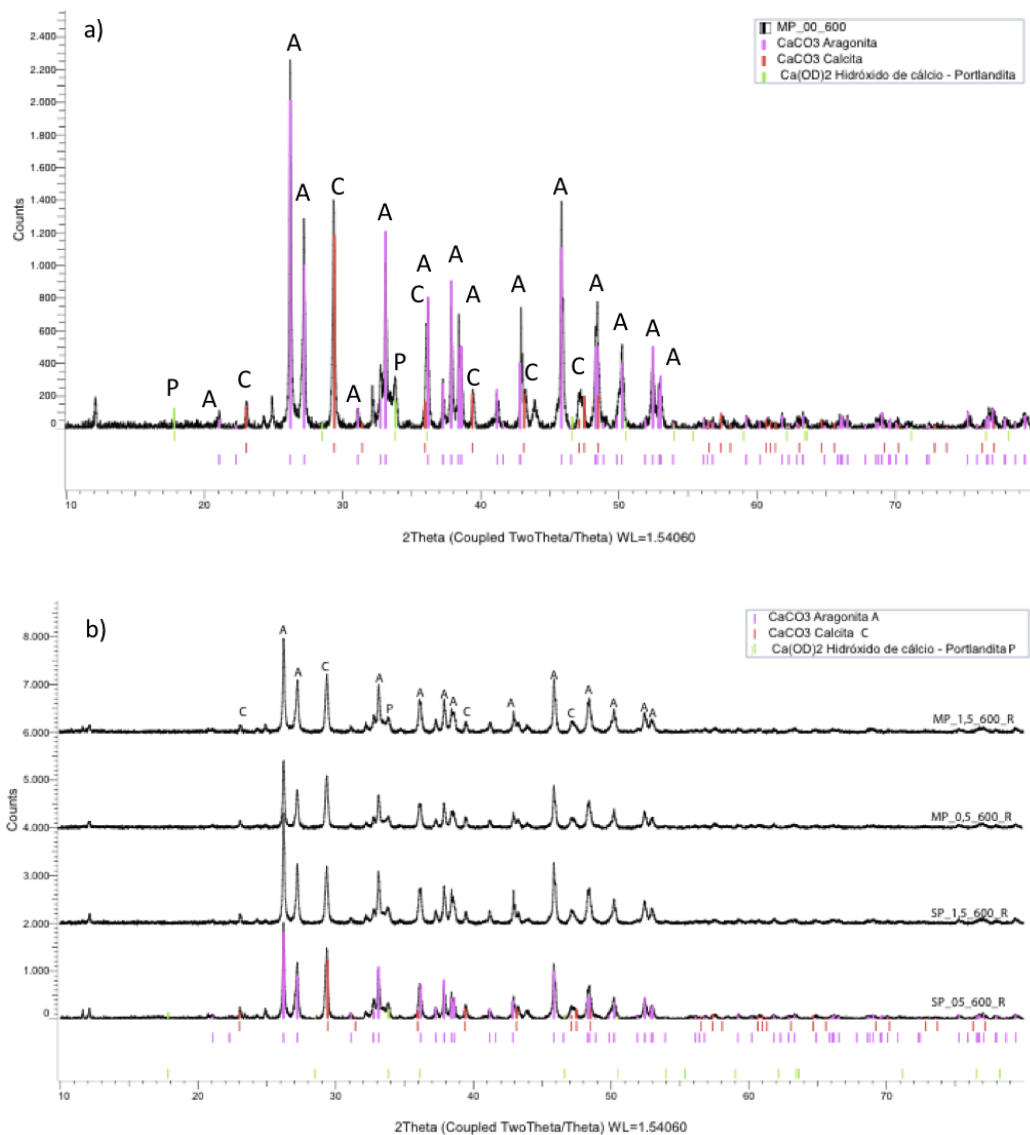 a)
MP_00_600
CaCO3 Aragonita
CaCO3 Calcita
Ca(OD)2 Hidróxido de cálcio - Portlandita
2.400
2.200
2.000
1.800
1.600
1.400
1.200
1.000
800
600
400
200
0
Counts
A
A
C
A
A
A
C
A
A
A
A
A
A
A
P
C
C
C
P
A
C
A
10 20 30 40 50 60 70
2Theta (Coupled TwoTheta/Theta) WL=1.54060
b)
CaCO3 Aragonita A
CaCO3 Calcita C
Ca(OD)2 Hidróxido de cálcio - Portlandita P
8.000
7.000
6.000
5.000
4.000
3.000
2.000
1.000
0
Counts
A
C
A
A
A
A
A
A
A
C
P
C
A
C
A
A
A
MP_1,5_600_R
MP_0,5_600_R
SP_1,5_600_R
SP_05_600_R
10 20 30 40 50 60 70
2Theta (Coupled TwoTheta/Theta) WL=1.54060